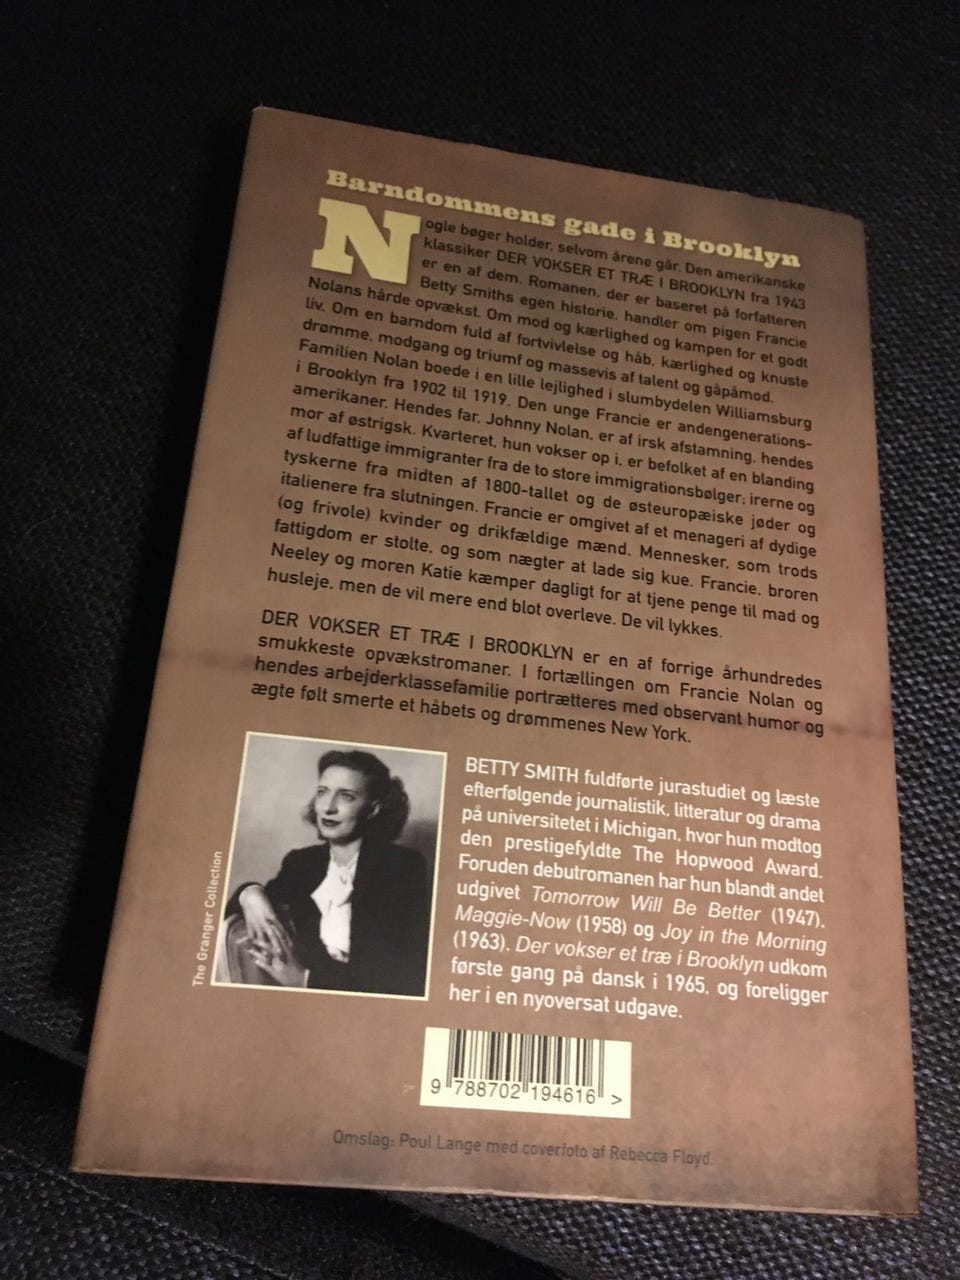 Barndommens gade i Brooklyn
Nogle bøger holder, selvom årene går. Den amerikanske
klassiker DER VOKSER ET TRÆ I BROOKLYN fra 1943
er en af dem. Romanen, der er baseret på forfatteren
Betty Smiths egen historie, handler om pigen Francie
Nolans hårde opvækst. Om mod og kærlighed og kampen for et godt
liv. Om en barndom fuld af fortvivlelse og håb, kærlighed og knuste
drømme, modgang og triumf og massevis af talent og gåpåmod.
Familien Nolan boede i en lille lejlighed i slumbydelen Williamsburg
i Brooklyn fra 1902 til 1919. Den unge Francie er andengenerations-
amerikaner. Hendes far, Johnny Nolan, er af irsk afstamning, hendes
mor af østrigsk. Kvarteret, hun vokser op i, er befolket af en blanding
af ludfattige immigranter fra de to store immigrationsbølger; irerne og
tyskerne fra midten af 1800-tallet og de østeuropæiske jøder og
italienere fra slutningen. Francie er omgivet af et menageri af dydige
(og frivole) kvinder og drikfældige mænd. Mennesker, som trods
fattigdom er stolte, og som nægter at lade sig kue. Francie, broren
Neeley og moren Katie kæmper dagligt for at tjene penge til mad og
husleje, men de vil mere end blot overleve. De vil lykkes.
DER VOKSER ET TRÆ I BROOKLYN er en af forrige århundredes
smukkeste opvækstromaner. I fortællingen om Francie Nolan og
hendes arbejderklassefamilie portrætteres med observant humor og
ægte følt smerte et håbets og drømmenes New York.
The Granger Collection
BETTY SMITH fuldførte jurastudiet og læste
efterfølgende journalistik, litteratur og drama
på universitetet i Michigan, hvor hun modtog
den prestigefyldte The Hopwood Award.
Foruden debutromanen har hun blandt andet
udgivet Tomorrow Will Be Better (1947),
Maggie-Now (1958) og Joy in the Morning
(1963). Der vokser et træ i Brooklyn udkom
første gang på dansk i 1965, og foreligger
her i en nyoversat udgave.
9 788702 194616 >
Omslag: Poul Lange med coverfoto af Rebecca Floyd.